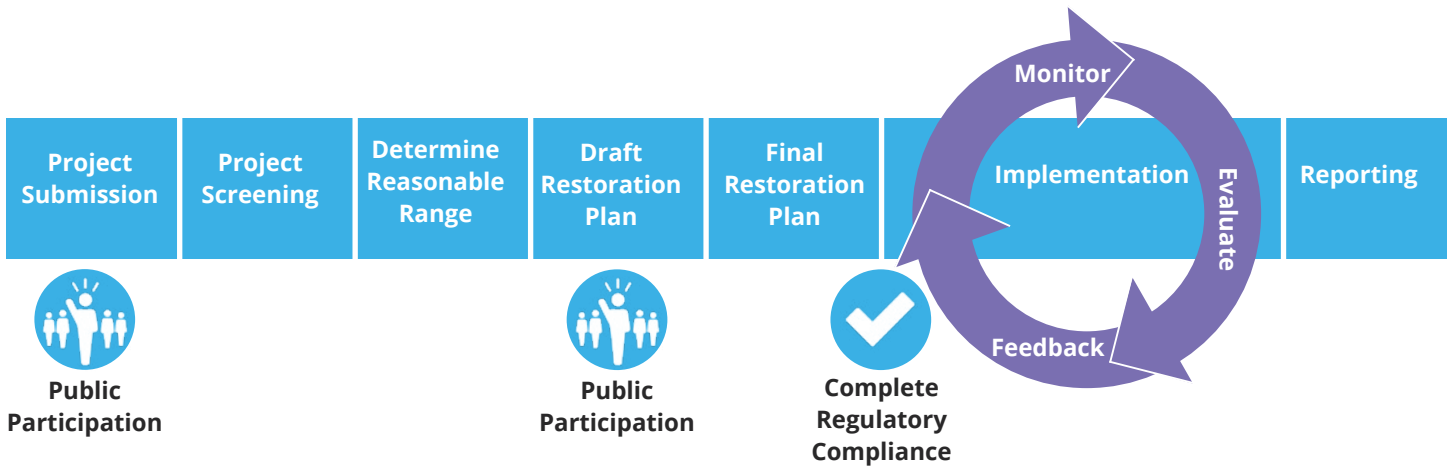 Monitor
Project
Submission
Project
Screening
Determine
Reasonable
Range
Draft
Restoration
Plan
Final
Restoration
Plan
Implementation
Evaluate
Reporting
Feedback
Public
Participation
Public
Participation
Complete
Regulatory
Compliance